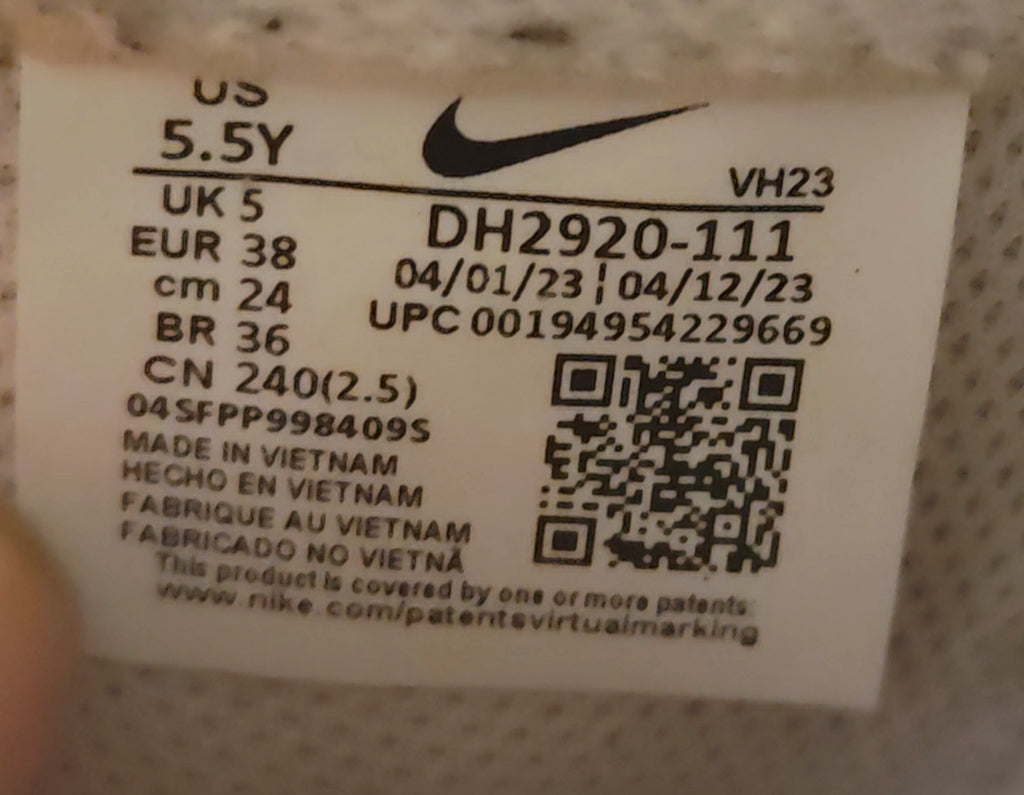 US
5.5Y
VH23
UK 5
EUR 38
cm 24
BR 36
CN 240(2.5)
DH2920-111
04/01/23 ¦ 04/12/23
UPC 00194954229669
04SFPP998409S
MADE IN VIETNAM
HECHO EN VIETNAM
FABRIQUE AU VIETNAM
FABRICADO NO VIETNÃ
This product is covered by one or more patents:
www.nike.com/patentsvirtualmarking